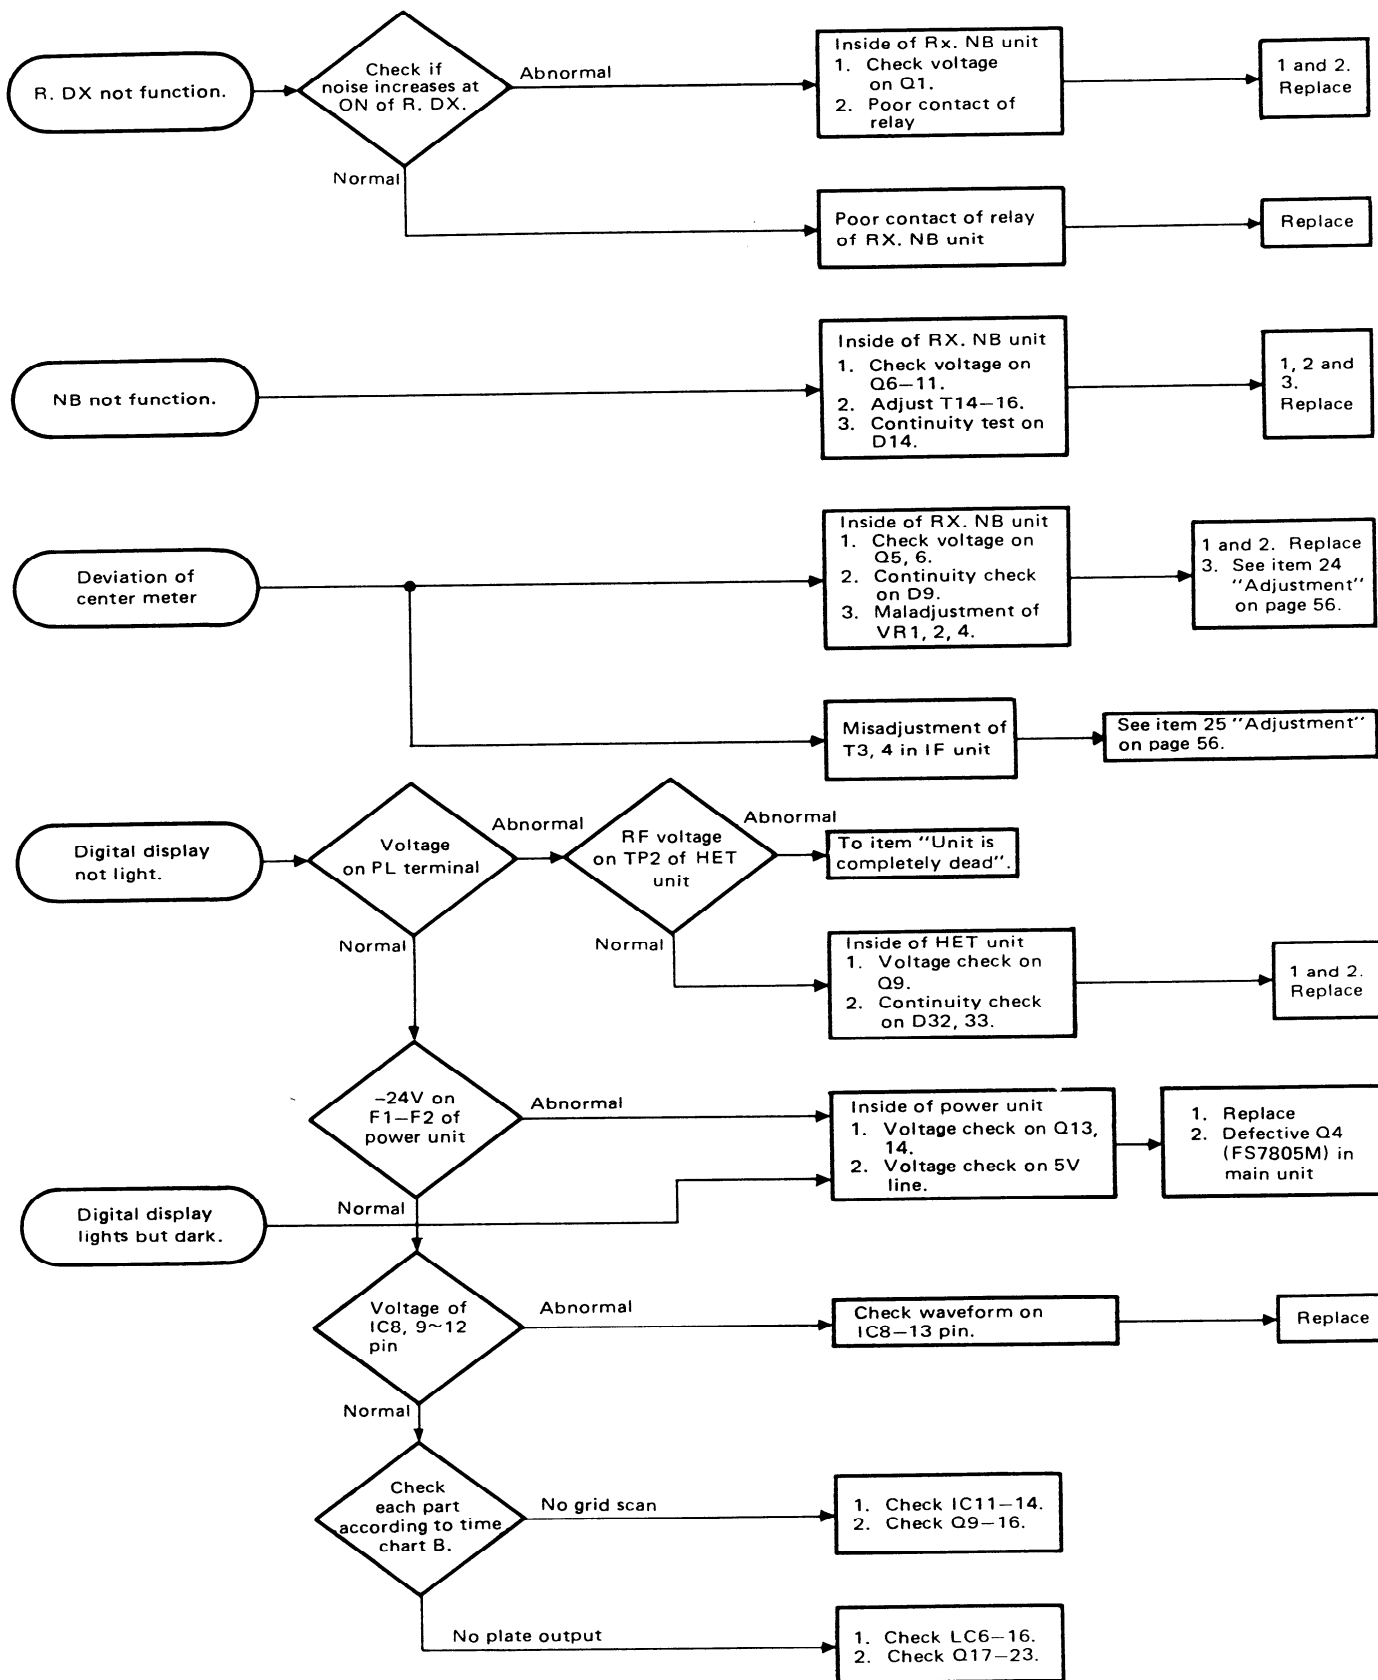 R. DX not function.
Check if
noise increases at
ON of R. DX.
Abnormal
Normal
Inside of Rx. NB unit
1. Check voltage
on Q1.
2. Poor contact of
relay
1 and 2.
Replace
Poor contact of relay
of RX. NB unit
Replace
NB not function.
Inside of RX. NB unit
1. Check voltage on
Q6–11.
2. Adjust T14–16.
3. Continuity test on
D14.
1, 2 and
3.
Replace
Deviation of
center meter
Inside of RX. NB unit
1. Check voltage on
Q5, 6.
2. Continuity check
on D9.
3. Maladjustment of
VR1, 2, 4.
1 and 2. Replace
3. See item 24
"Adjustment"
on page 56.
Misadjustment of
T3, 4 in IF unit
See item 25 "Adjustment"
on page 56.
Digital display
not light.
Voltage
on PL terminal
Abnormal
Normal
RF voltage
on TP2 of HET
unit
Abnormal
Normal
To item "Unit is
completely dead".
Inside of HET unit
1. Voltage check on
Q9.
2. Continuity check
on D32, 33.
1 and 2.
Replace
–24V on
F1–F2 of
power unit
Abnormal
Normal
Inside of power unit
1. Voltage check on Q13,
14.
2. Voltage check on 5V
line.
1. Replace
2. Defective Q4
(FS7805M) in
main unit
Digital display
lights but dark.
Voltage of
IC8, 9~12
pin
Abnormal
Normal
Check waveform on
IC8–13 pin.
Replace
Check
each part
according to time
chart B.
No grid scan
1. Check IC11–14.
2. Check Q9–16.
No plate output
1. Check LC6–16.
2. Check Q17–23.